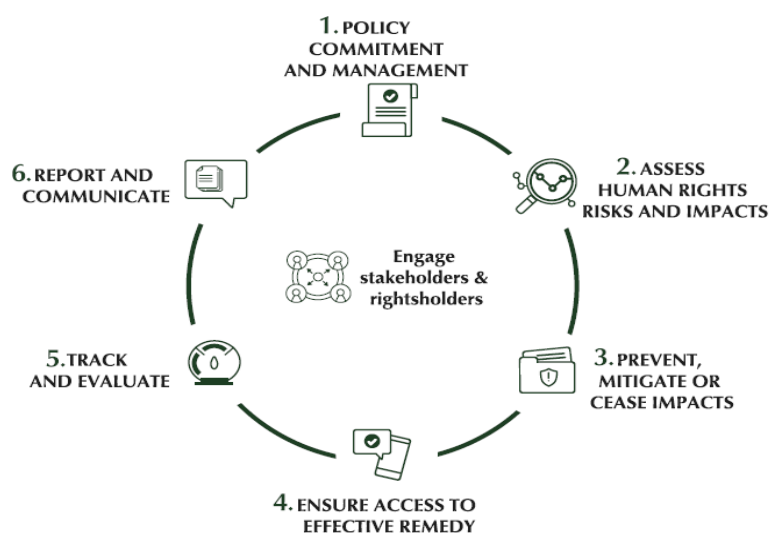 1. POLICY
COMMITMENT
AND MANAGEMENT
2. ASSESS
HUMAN RIGHTS
RISKS AND IMPACTS
3. PREVENT,
MITIGATE OR
CEASE IMPACTS
4. ENSURE ACCESS TO
EFFECTIVE REMEDY
5. TRACK
AND EVALUATE
6. REPORT AND
COMMUNICATE
Engage
stakeholders &
rightsholders